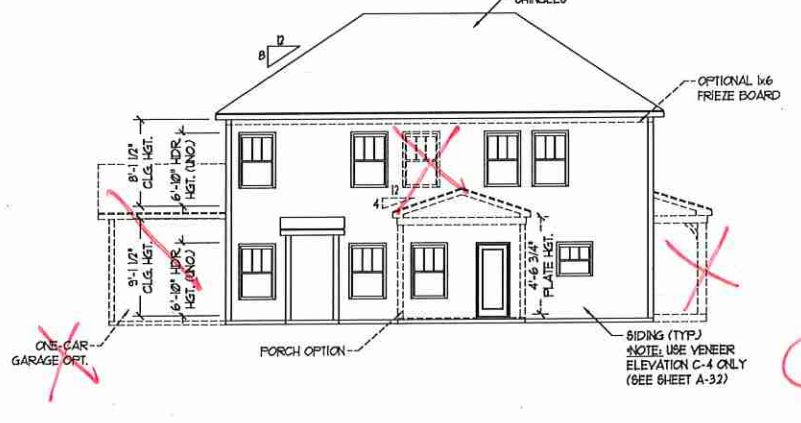 SHINGLES
12
8
OPTIONAL 1x6
FRIEZE BOARD
8'-1 1/2"
CLG. HGT.
6'-10" HDR.
HGT. (UNO.)
12
4
9'-1 1/2"
CLG. HGT.
6'-10" HDR.
HGT. (UNO.)
4'-6 3/4"
PLATE HGT.
ONE-CAR
GARAGE OPT.
PORCH OPTION
SIDING (TYP.)
NOTE: USE VENEER
ELEVATION C-4 ONLY
(SEE SHEET A-3.2)